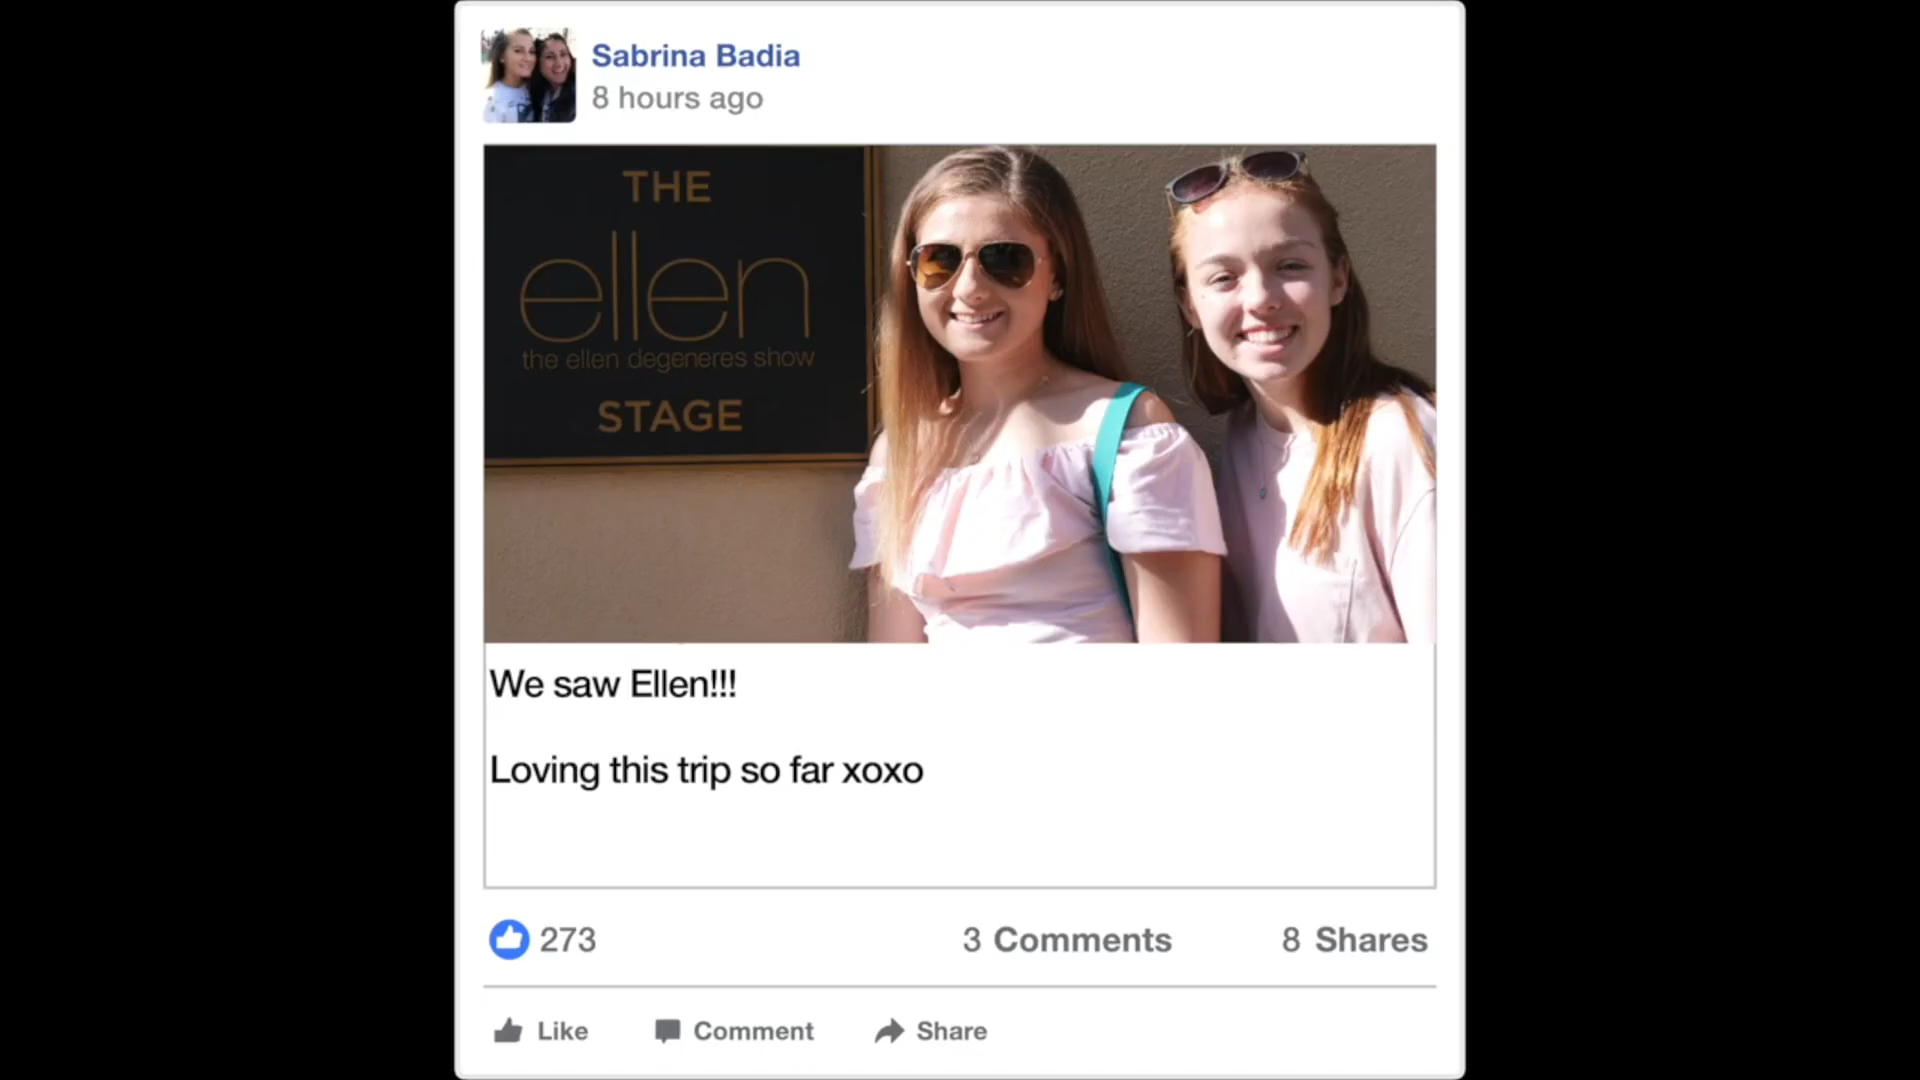 Sabrina Badia
8 hours ago
THE
ellen
the ellen degeneres show
STAGE
We saw Ellen!!!
Loving this trip so far xoxo
273
3 Comments
8 Shares
Like
Comment
Share